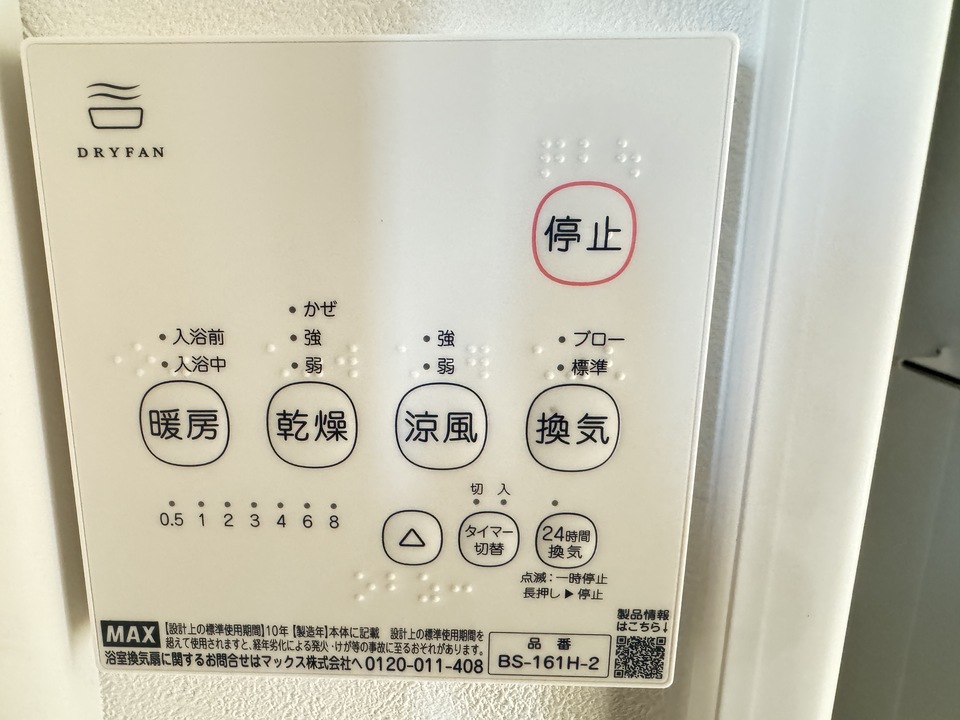 DRYFAN
停止
かぜ
入浴前 強 強 ブロー
入浴中 弱 弱 標準
暖房 乾燥 涼風 換気
切 入
0.5 1 2 3 4 6 8
△ タイマー切替 24時間換気
点滅:一時停止
長押し▶停止
製品情報はこちら↓
MAX 【設計上の標準使用期間】10年 【製造年】本体に記載 設計上の標準使用期間を
超えて使用されますと、経年劣化による発火・けが等の事故に至るおそれがあります。
浴室換気扇に関するお問合せはマックス株式会社へ 0120-011-408
品番
BS-161H-2